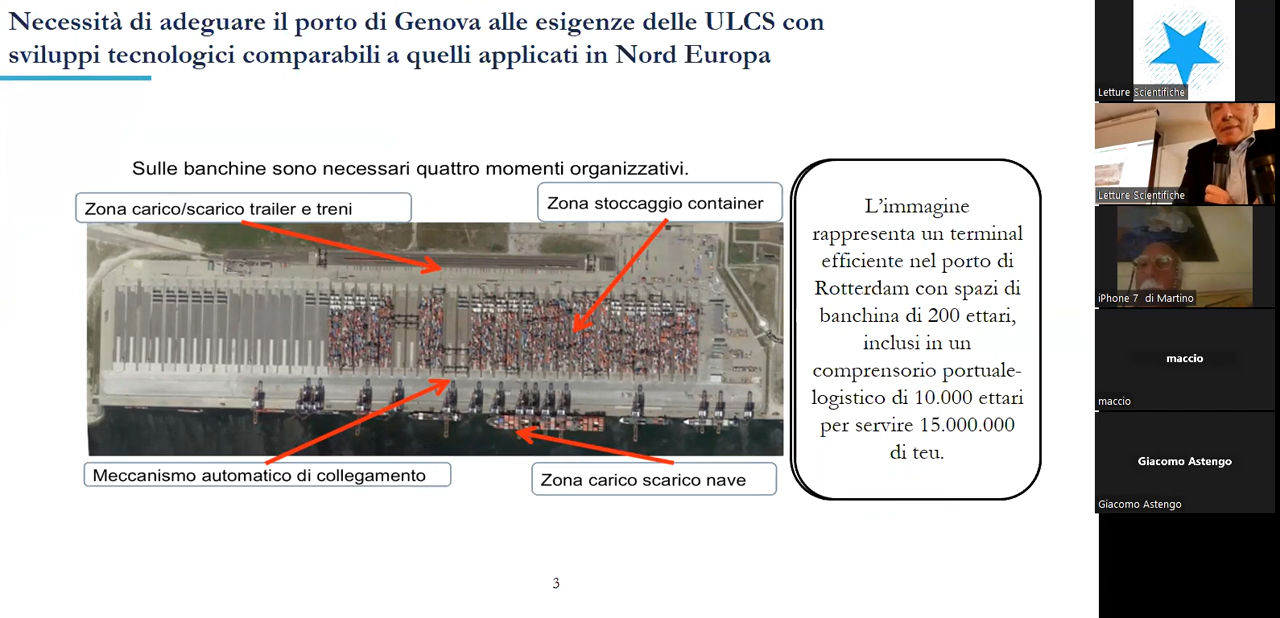 Necessità di adeguare il porto di Genova alle esigenze delle ULCS con
sviluppi tecnologici comparabili a quelli applicati in Nord Europa
Sulle banchine sono necessari quattro momenti organizzativi.
Zona carico/scarico trailer e treni
Zona stoccaggio container
Meccanismo automatico di collegamento
Zona carico scarico nave
L'immagine
rappresenta un terminal
efficiente nel porto di
Rotterdam con spazi di
banchina di 200 ettari,
inclusi in un
comprensorio portuale-
logistico di 10.000 ettari
per servire 15.000.000
di teu.
3
Letture Scientifiche
Letture Scientifiche
iPhone 7 di Martino
maccio
maccio
Giacomo Astengo
Giacomo Astengo